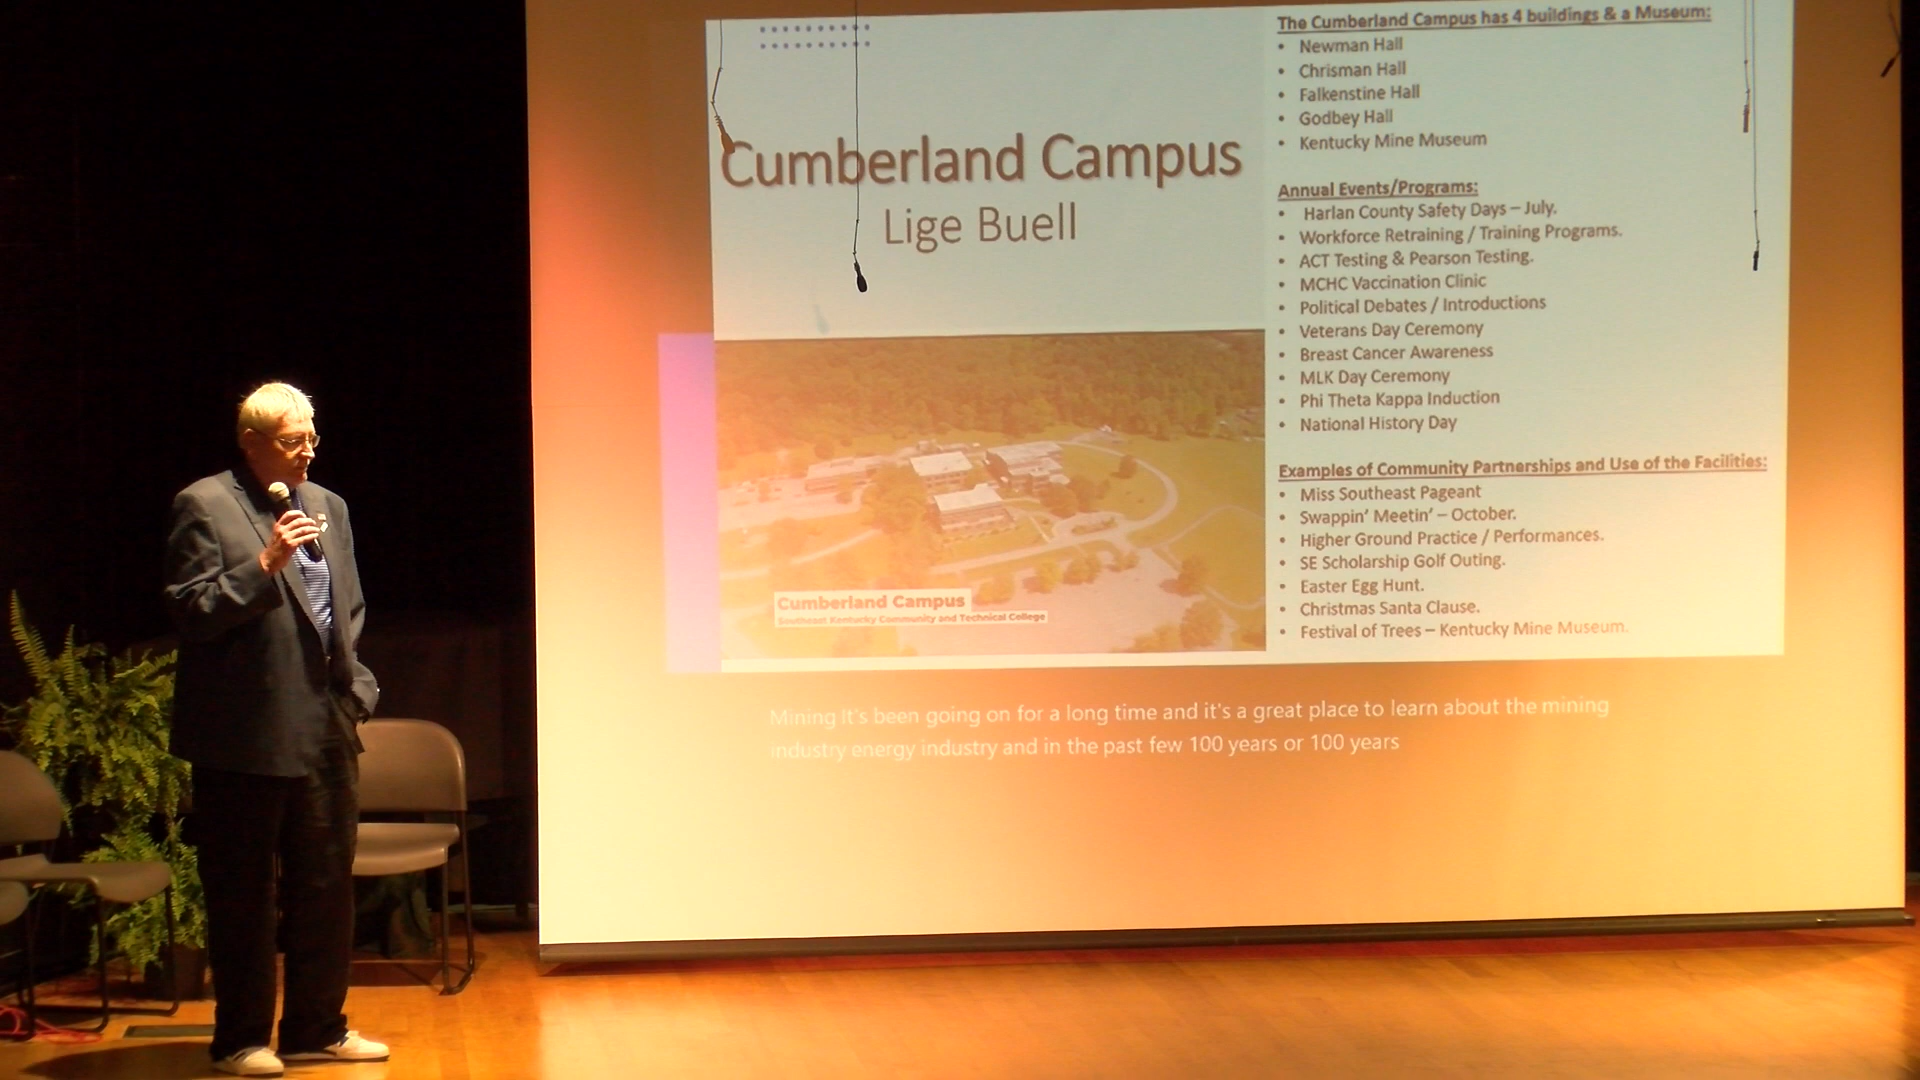 Cumberland Campus
Lige Buell
Cumberland Campus
Southeast Kentucky Community and Technical College
The Cumberland Campus has 4 buildings & a Museum:
• Newman Hall
• Chrisman Hall
• Falkenstine Hall
• Godbey Hall
• Kentucky Mine Museum
Annual Events/Programs:
• Harlan County Safety Days – July.
• Workforce Retraining / Training Programs.
• ACT Testing & Pearson Testing.
• MCHC Vaccination Clinic
• Political Debates / Introductions
• Veterans Day Ceremony
• Breast Cancer Awareness
• MLK Day Ceremony
• Phi Theta Kappa Induction
• National History Day
Examples of Community Partnerships and Use of the Facilities:
• Miss Southeast Pageant
• Swappin’ Meetin’ – October.
• Higher Ground Practice / Performances.
• SE Scholarship Golf Outing.
• Easter Egg Hunt.
• Christmas Santa Clause.
• Festival of Trees – Kentucky Mine Museum.
Mining It's been going on for a long time and it's a great place to learn about the mining
industry energy industry and in the past few 100 years or 100 years